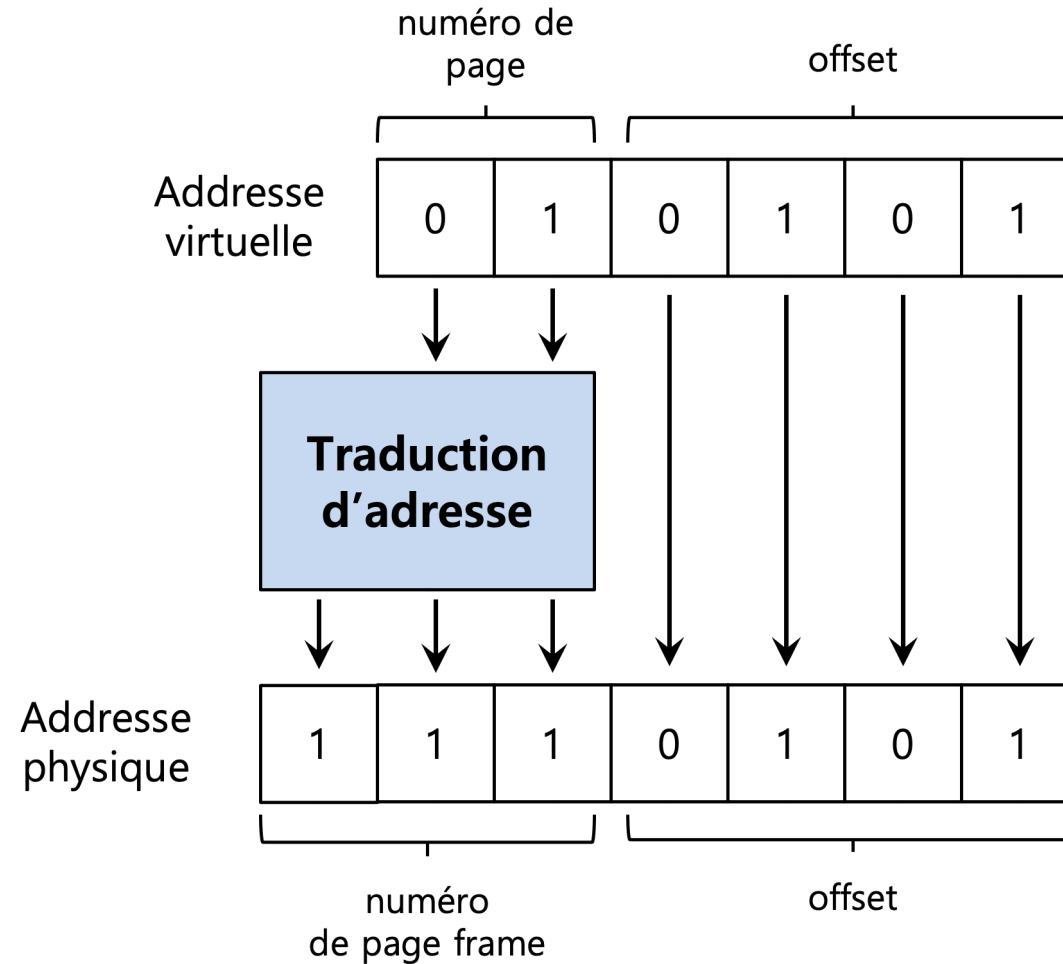 numéro de
page
offset
Addresse
virtuelle
0 1 0 1 0 1
Traduction
d’adresse
Addresse
physique
1 1 1 0 1 0 1
numéro
de page frame
offset